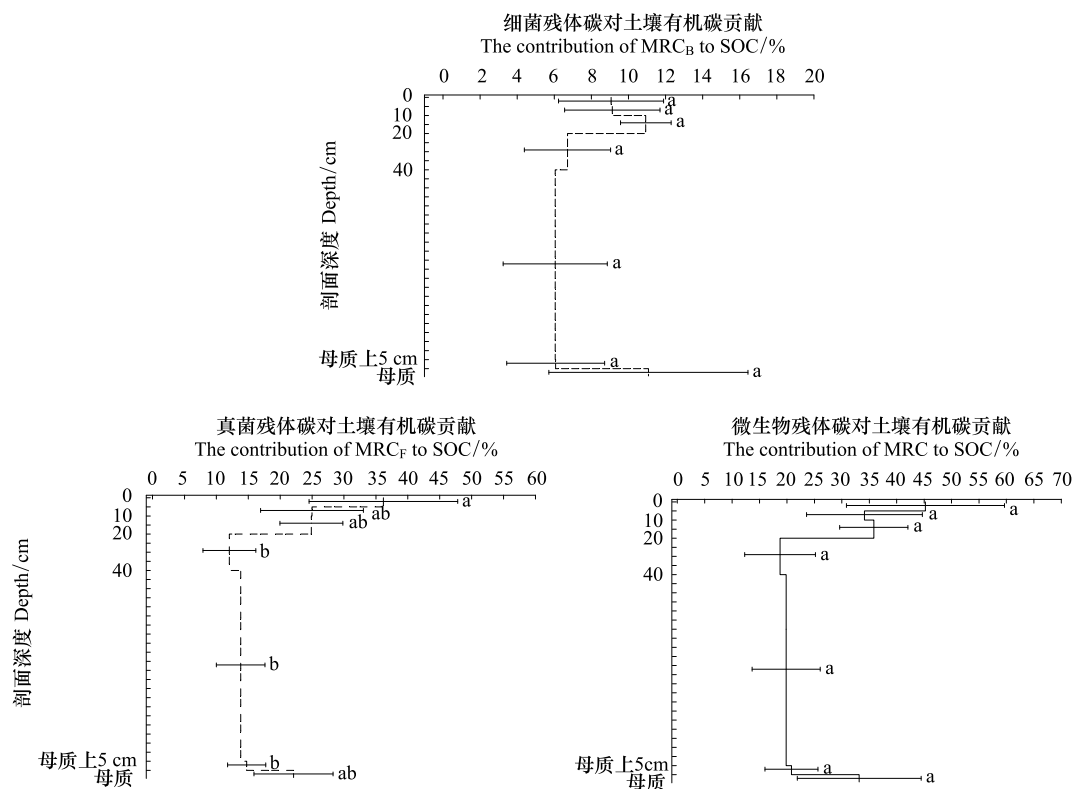 细菌残体碳对土壤有机碳贡献
The contribution of MRCB to SOC/%
0 2 4 6 8 10 12 14 16 18 20
0
10
20
40
剖面深度 Depth/cm
母质上5 cm
母质
a
a
a
a
a
a
a
真菌残体碳对土壤有机碳贡献
The contribution of MRCF to SOC/%
0 5 10 15 20 25 30 35 40 45 50 55 60
0
10
20
40
剖面深度 Depth/cm
母质上5 cm
母质
a
ab
ab
b
b
b
ab
微生物残体碳对土壤有机碳贡献
The contribution of MRC to SOC/%
0 5 10 15 20 25 30 35 40 45 50 55 60 65 70
0
10
20
40
母质上5cm
母质
a
a
a
a
a
a
a